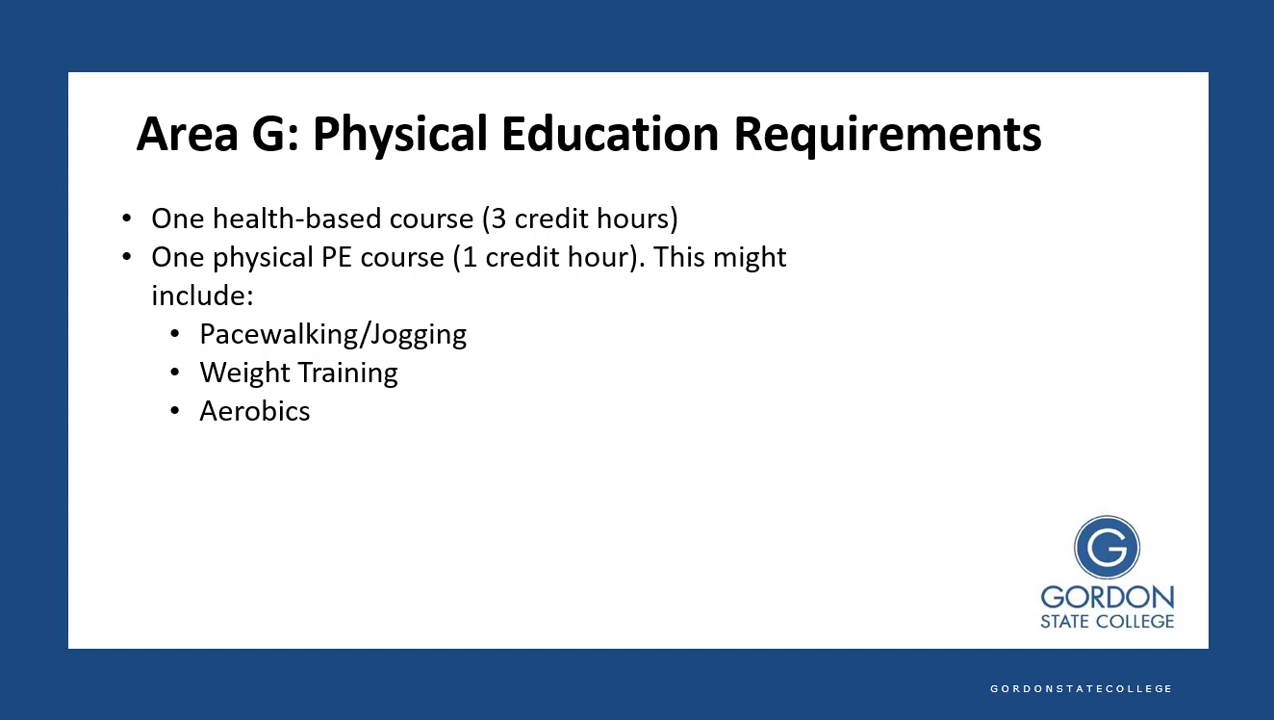 Area G: Physical Education Requirements
• One health-based course (3 credit hours)
• One physical PE course (1 credit hour). This might
include:
• Pacewalking/Jogging
• Weight Training
• Aerobics
G
GORDON
STATE COLLEGE
GORDONSTATECOLLEGE